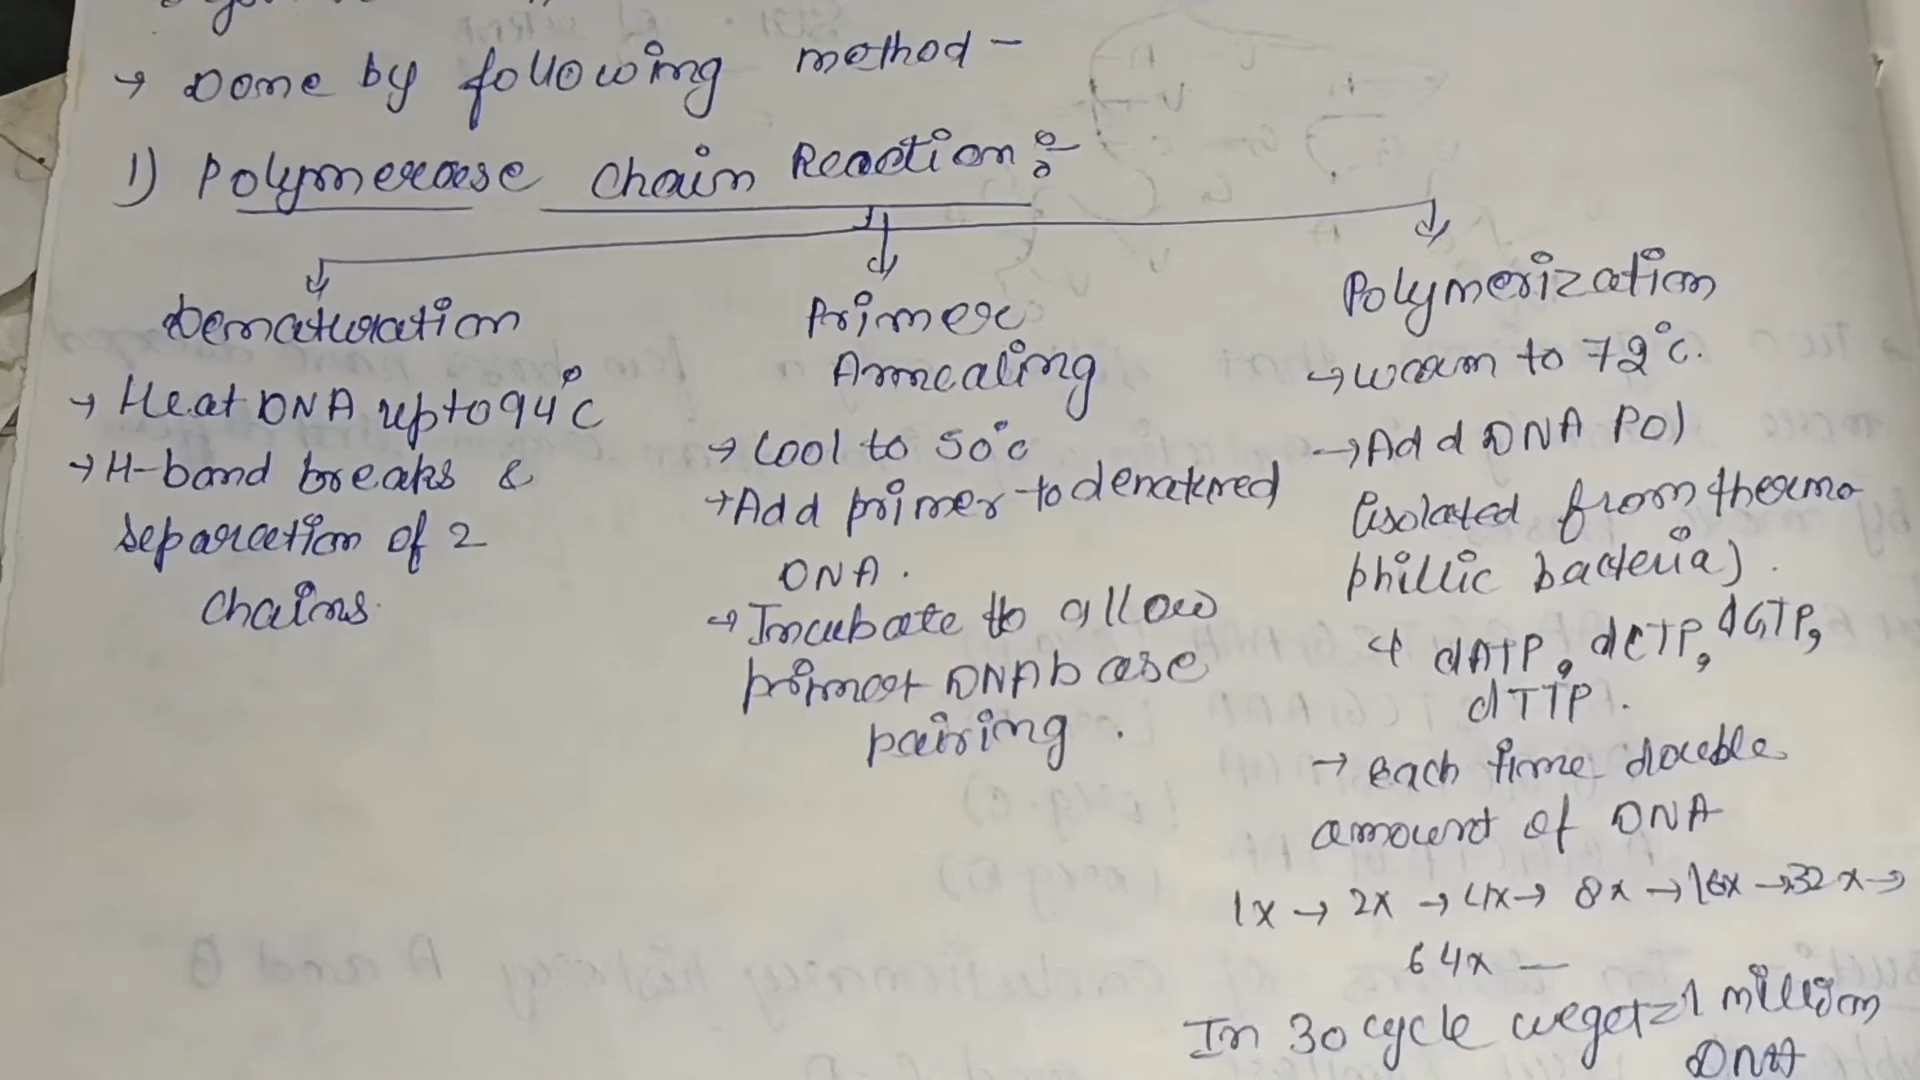 → Done by following method -
1) Polymerase chain Reaction :-
Denaturation
→ Heat DNA upto 94°c
→ H-bond breaks &
separation of 2
chains.
Primer
Annealing
→ Cool to 50°c
→ Add primer to denatured
DNA.
→ Incubate to allow
primer DNA base
pairing.
Polymerization
→ warm to 72°c.
→ Add DNA Pol
(isolated from thermo
phillic bacteria).
& dATP, dCTP, dGTP,
dTTP.
→ Each time double
amount of DNA
1x → 2x → 4x → 8x → 16x → 32x →
64x —
In 30 cycle we get = 1 million
DNA